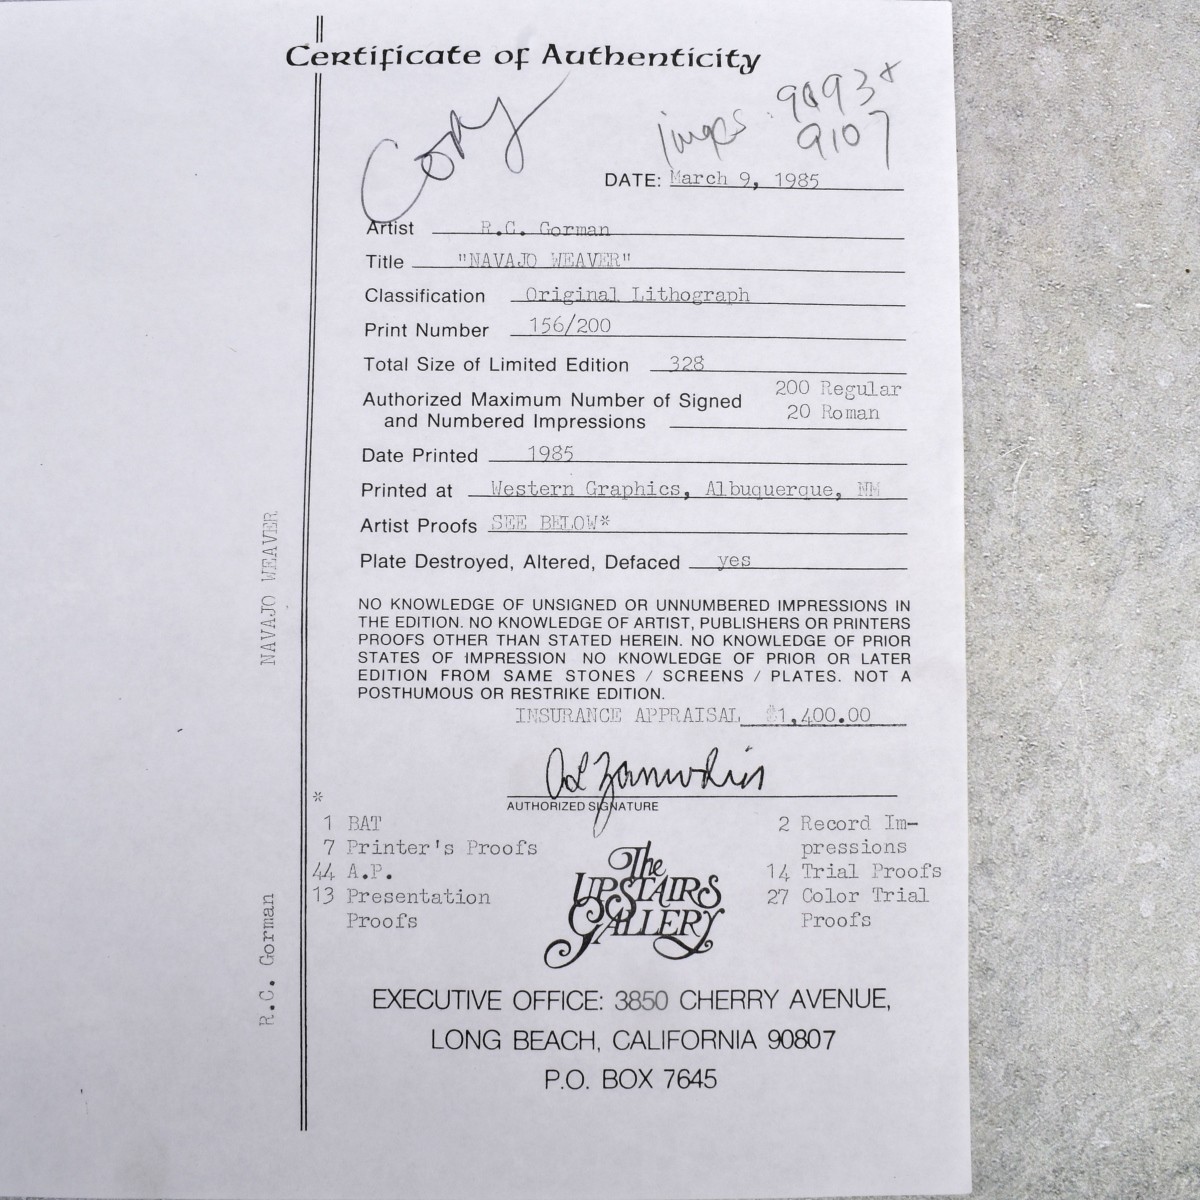 Certificate of Authenticity
Cory
9893 +
9107
DATE: March 9, 1985
Artist R.C. Gorman
Title "NAVAJO WEAVER"
Classification Original Lithograph
Print Number 156/200
Total Size of Limited Edition 328
Authorized Maximum Number of Signed 200 Regular
and Numbered Impressions 20 Roman
Date Printed 1985
Printed at Western Graphics, Albuquerque, NM
Artist Proofs SEE BELOW*
Plate Destroyed, Altered, Defaced yes
NO KNOWLEDGE OF UNSIGNED OR UNNUMBERED IMPRESSIONS IN
THE EDITION. NO KNOWLEDGE OF ARTIST, PUBLISHERS OR PRINTERS
PROOFS OTHER THAN STATED HEREIN. NO KNOWLEDGE OF PRIOR
STATES OF IMPRESSION NO KNOWLEDGE OF PRIOR OR LATER
EDITION FROM SAME STONES / SCREENS / PLATES. NOT A
POSTHUMOUS OR RESTRIKE EDITION.
INSURANCE APPRAISAL $1,400.00
AUTHORIZED SIGNATURE
*
1 BAT
7 Printer's Proofs
44 A.P.
13 Presentation
Proofs
2 Record Im-
pressions
14 Trial Proofs
27 Color Trial
Proofs
The
UPSTAIRS
GALLERY
EXECUTIVE OFFICE: 3850 CHERRY AVENUE,
LONG BEACH, CALIFORNIA 90807
P.O. BOX 7645
R.C. Gorman NAVAJO WEAVER